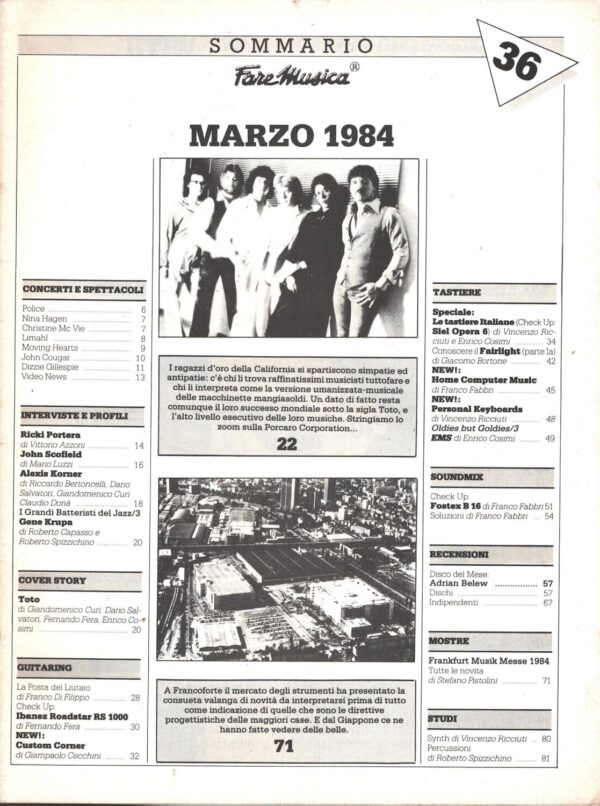 SOMMARIO
Fare Musica®
36
MARZO 1984
CONCERTI E SPETTACOLI
Police ........ 6
Nina Hagen ........ 7
Christine Mc Vie ........ 7
Limahl ........ 8
Moving Hearts ........ 9
John Cougar ........ 10
Dizzie Gellespie ........ 11
Video News ........ 13
INTERVISTE E PROFILI
Ricki Portera
di Vittorio Azzoni ........ 14
John Scofield
di Mario Luzzi ........ 16
Alexis Korner
di Riccardo Bertoncelli, Dario
Salvatori, Giandomenico Curi
Claudio Donà ........ 18
I Grandi Batteristi del Jazz/3
Gene Krupa
di Roberto Capasso e
Roberto Spizzichino ........ 20
COVER STORY
Toto
di Giandomenico Curi, Dario Sal-
vatori, Fernando Fera, Enrico Co-
simi ........ 20
GUITARING
La Posta del Liutaio
di Franco Di Filippo ........ 28
Check Up:
Ibanez Roadstar RS 1000
di Fernando Fera ........ 30
NEW!:
Custom Corner
di Giampaolo Cecchini ........ 32
I ragazzi d'oro della California si spartiscono simpatie ed
antipatie: c'è chi li trova raffinatissimi musicisti tuttofare e
chi li interpreta come la versione umanizzata-musicale
delle macchinette mangiasoldi. Un dato di fatto resta
comunque il loro successo mondiale sotto la sigla Toto, e
l'alto livello esecutivo delle loro musiche. Stringiamo lo
zoom sulla Porcaro Corporation...
22
A Francoforte il mercato degli strumenti ha presentato la
consueta valanga di novità da interpretarsi prima di tutto
come indicazione di quelle che sono le direttive
progettistiche delle maggiori case. E dal Giappone ce ne
hanno fatte vedere delle belle.
71
TASTIERE
Speciale:
Le tastiere Italiane (Check Up:
Siel Opera 6) di Vincenzo Ric-
ciuti e Enrico Cosimi ........ 34
Conoscere il Fairlight (parte Ia)
di Giacomo Bortone ........ 42
NEW!:
Home Computer Music
di Franco Fabbri ........ 45
NEW!:
Personal Keyboards
di Vincenzo Ricciuti ........ 48
Oldies but Goldies/3
EMS di Enrico Cosimi ........ 49
SOUNDMIX
Check Up:
Fostex B 16 di Franco Fabbri 51
Soluzioni di Franco Fabbri ... 54
RECENSIONI
Disco del Mese:
Adrian Belew ........ 57
Dischi ........ 57
Indipendenti ........ 67
MOSTRE
Frankfurt Musik Messe 1984
Tutte le novita
di Stefano Pistolini ........ 71
STUDI
Synth di Vincenzo Ricciuti ... 80
Percussioni
di Roberto Spizzichino ........ 81